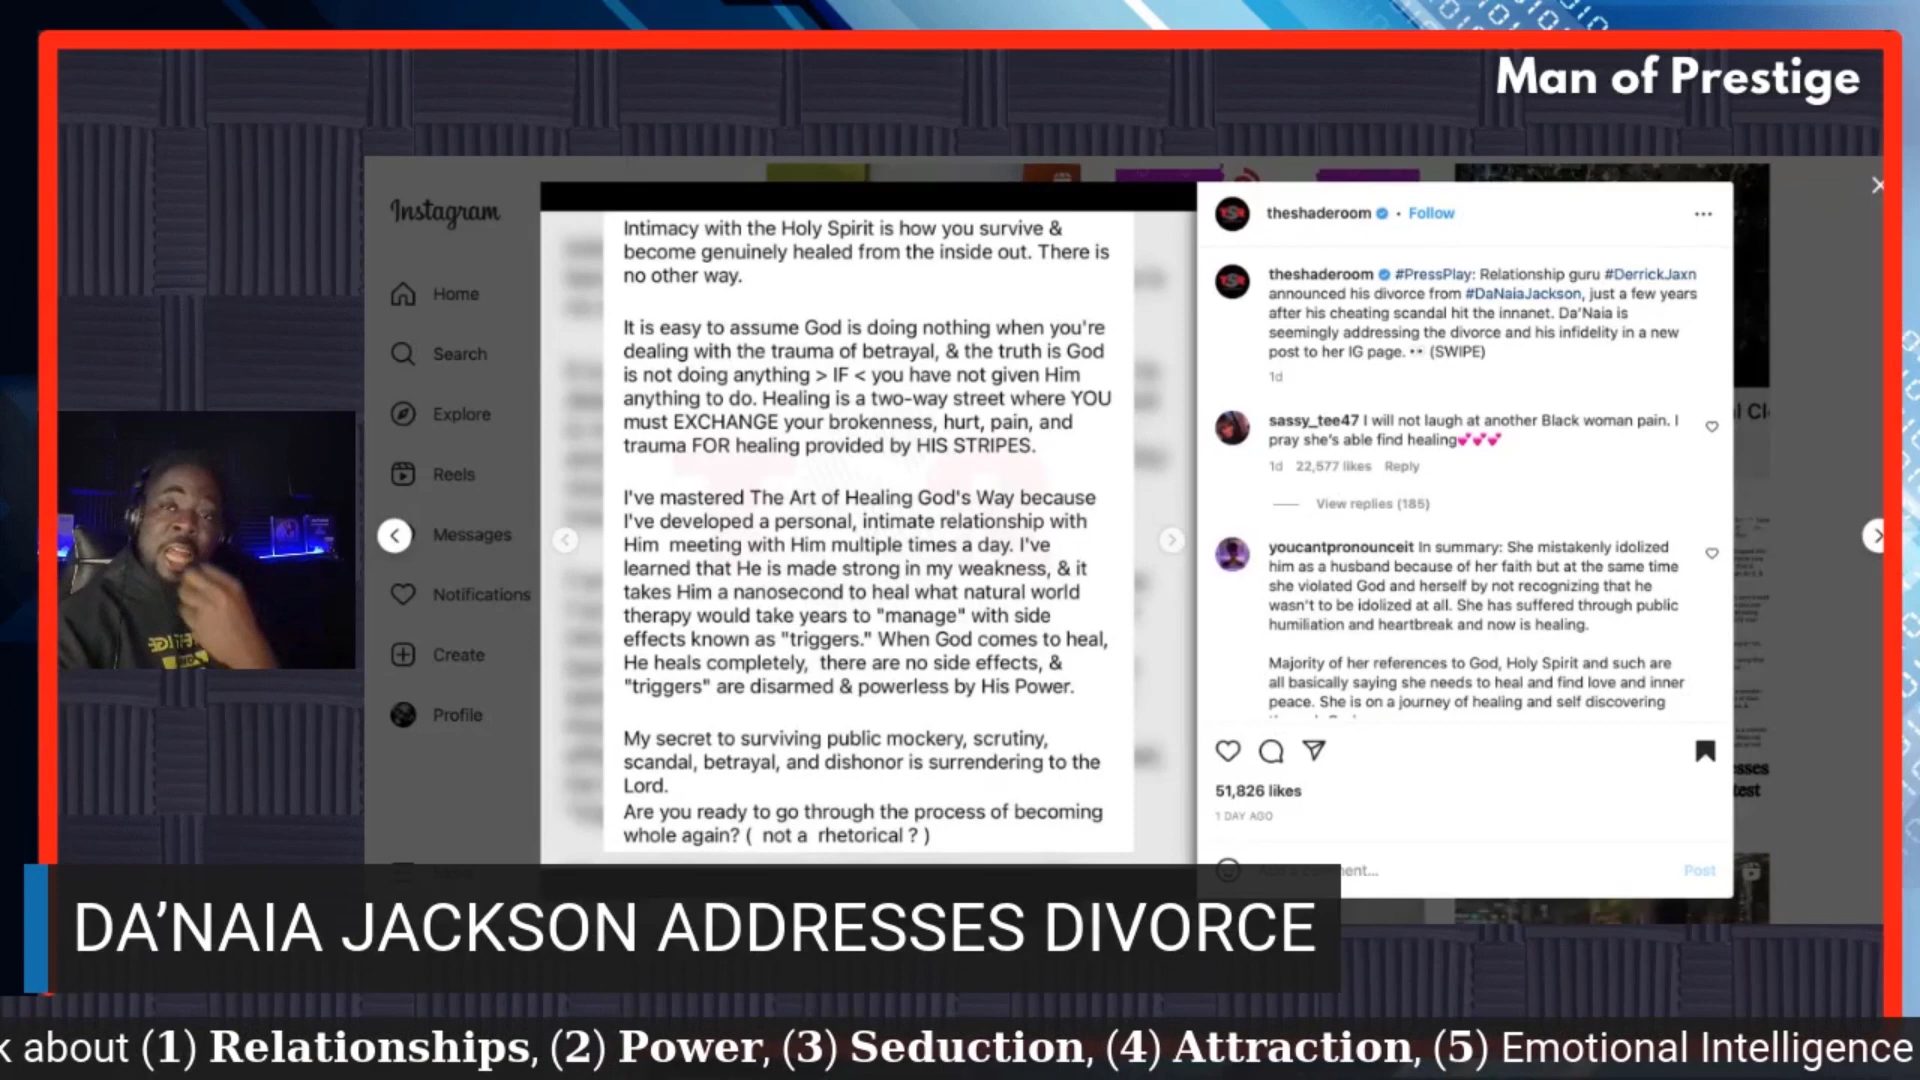 Man of Prestige
Instagram
Home
Search
Explore
Reels
Messages
Notifications
Create
Profile
Intimacy with the Holy Spirit is how you survive &
become genuinely healed from the inside out. There is
no other way.
It is easy to assume God is doing nothing when you're
dealing with the trauma of betrayal, & the truth is God
is not doing anything > IF < you have not given Him
anything to do. Healing is a two-way street where YOU
must EXCHANGE your brokenness, hurt, pain, and
trauma FOR healing provided by HIS STRIPES.
I've mastered The Art of Healing God's Way because
I've developed a personal, intimate relationship with
Him meeting with Him multiple times a day. I've
learned that He is made strong in my weakness, & it
takes Him a nanosecond to heal what natural world
therapy would take years to "manage" with side
effects known as "triggers." When God comes to heal,
He heals completely, there are no side effects, &
"triggers" are disarmed & powerless by His Power.
My secret to surviving public mockery, scrutiny,
scandal, betrayal, and dishonor is surrendering to the
Lord.
Are you ready to go through the process of becoming
whole again? ( not a rhetorical ? )
theshaderoom • Follow
theshaderoom #PressPlay: Relationship guru #DerrickJaxn
announced his divorce from #DaNaiaJackson, just a few years
after his cheating scandal hit the innanet. Da'Naia is
seemingly addressing the divorce and his infidelity in a new
post to her IG page. 👀 (SWIPE)
1d
sassy_tee47 I will not laugh at another Black woman pain. I
pray she's able find healing💕💕💕
1d 22,577 likes Reply
View replies (185)
youcantpronounceit In summary: She mistakenly idolized
him as a husband because of her faith but at the same time
she violated God and herself by not recognizing that he
wasn't to be idolized at all. She has suffered through public
humiliation and heartbreak and now is healing.
Majority of her references to God, Holy Spirit and such are
all basically saying she needs to heal and find love and inner
peace. She is on a journey of healing and self discovering
51,826 likes
1 DAY AGO
Post
DA'NAIA JACKSON ADDRESSES DIVORCE
k about (1) Relationships, (2) Power, (3) Seduction, (4) Attraction, (5) Emotional Intelligence